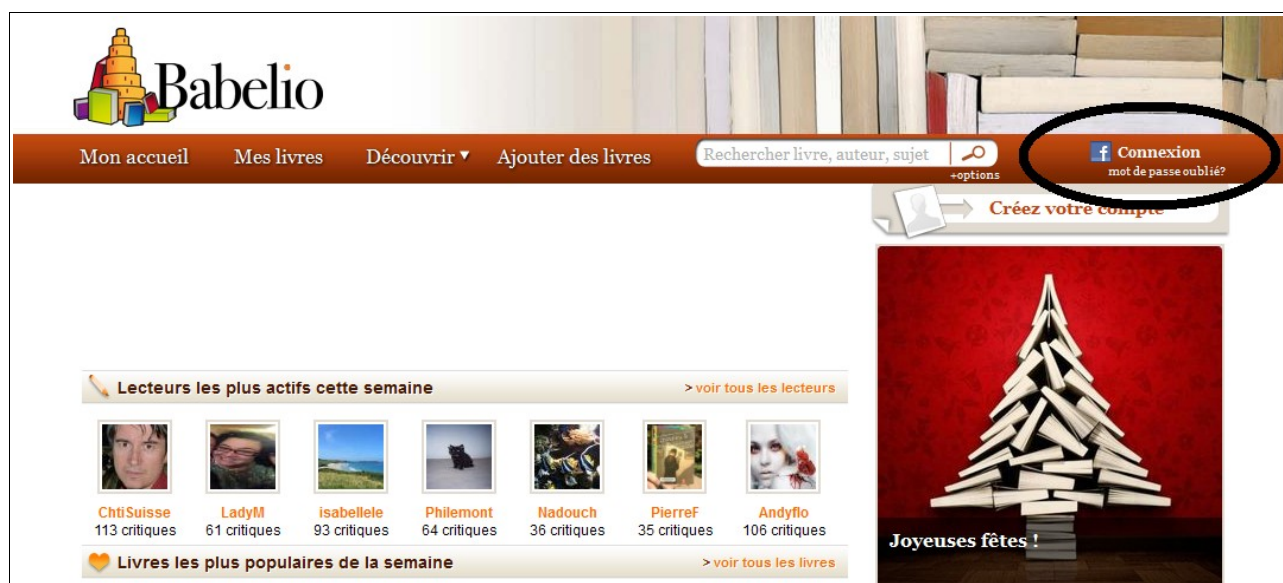 Babelio
Mon accueil Mes livres Découvrir ▼ Ajouter des livres Rechercher livre, auteur, sujet Connexion
+options mot de passe oublié?
Créez votre compte
Lecteurs les plus actifs cette semaine > voir tous les lecteurs
ChtiSuisse LadyM isabellele Philemont Nadouch PierreF Andyflo
113 critiques 61 critiques 93 critiques 64 critiques 36 critiques 35 critiques 106 critiques
Joyeuses fêtes !
Livres les plus populaires de la semaine > voir tous les livres